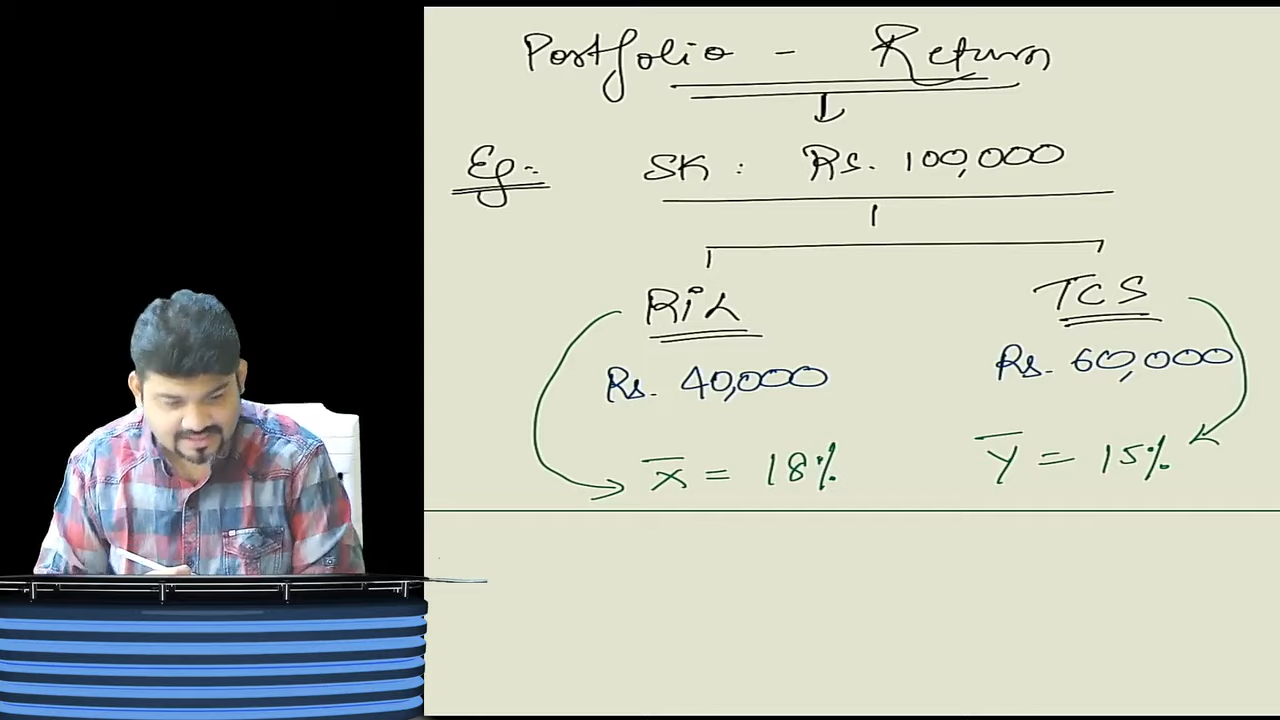 Portfolio - Return
Eg:- SK : Rs. 100,000
RiL TCS
Rs. 40,000 Rs. 60,000
x̅ = 18% y̅ = 15%